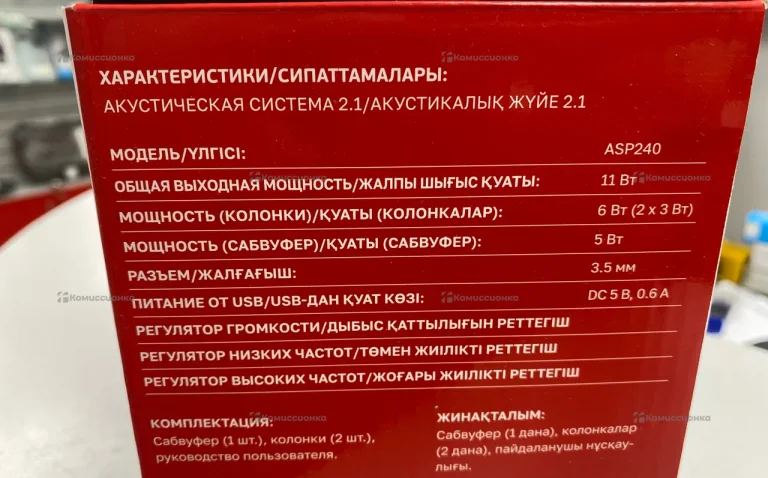 ХАРАКТЕРИСТИКИ/СИПАТТАМАЛАРЫ:
АКУСТИЧЕСКАЯ СИСТЕМА 2.1/АКУСТИКАЛЫҚ ЖҮЙЕ 2.1
МОДЕЛЬ/ҮЛГІСІ: ASP240
ОБЩАЯ ВЫХОДНАЯ МОЩНОСТЬ/ЖАЛПЫ ШЫҒЫС ҚУАТЫ: 11 Вт
МОЩНОСТЬ (КОЛОНКИ)/ҚУАТЫ (КОЛОНКАЛАР): 6 Вт (2 x 3 Вт)
МОЩНОСТЬ (САБВУФЕР)/ҚУАТЫ (САБВУФЕР): 5 Вт
РАЗЪЕМ/ЖАЛҒАҒЫШ: 3.5 мм
ПИТАНИЕ ОТ USB/USB-ДАН ҚУАТ КӨЗІ: DC 5 В, 0.6 А
РЕГУЛЯТОР ГРОМКОСТИ/ДЫБЫС ҚАТТЫЛЫҒЫН РЕТТЕГІШ
РЕГУЛЯТОР НИЗКИХ ЧАСТОТ/ТӨМЕН ЖИІЛІКТІ РЕТТЕГІШ
РЕГУЛЯТОР ВЫСОКИХ ЧАСТОТ/ЖОҒАРЫ ЖИІЛІКТІ РЕТТЕГІШ
КОМПЛЕКТАЦИЯ:
Сабвуфер (1 шт.), колонки (2 шт.),
руководство пользователя.
ЖИНАҚТАЛЫМ:
Сабвуфер (1 дана), колонкалар
(2 дана), пайдаланушы нұсқау-
лығы.
Комиссионка
Комиссионка
Комиссионка
Комиссионка
Комиссионка
Комиссионка
Комиссионка
Комиссионка